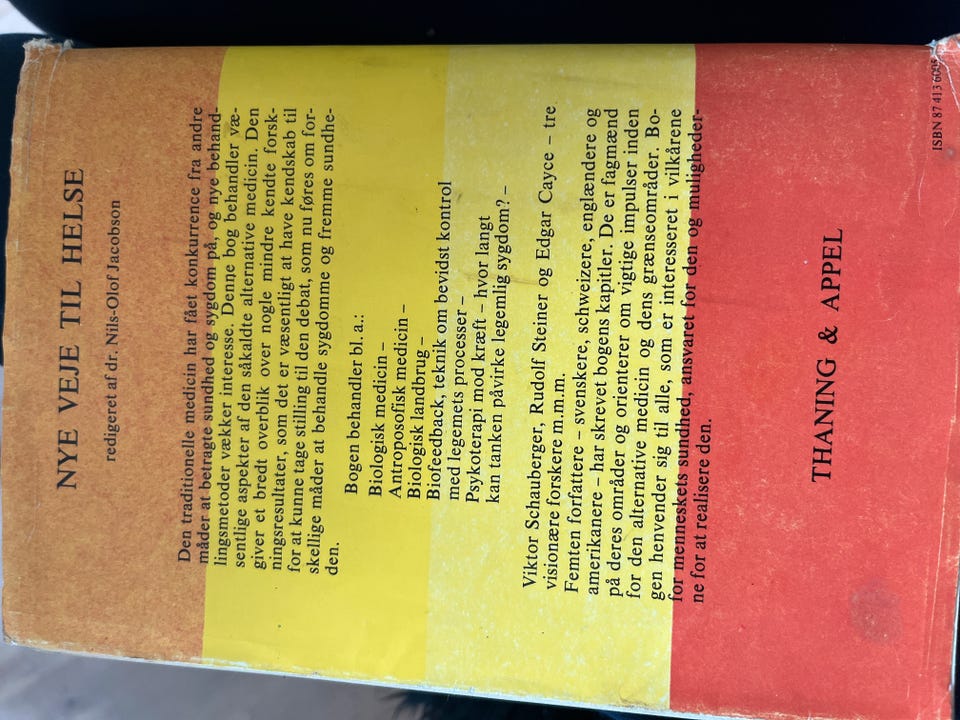 NYE VEJE TIL HELSE
redigeret af dr. Nils-Olof Jacobson
Den traditionelle medicin har fået konkurrence fra andre
måder at betragte sundhed og sygdom på, og nye behand-
lingsmetoder vækker interesse. Denne bog behandler væ-
sentlige aspekter af den såkaldte alternative medicin. Den
giver et bredt overblik over nogle mindre kendte forsk-
ningsresultater, som det er væsentligt at have kendskab til
for at kunne tage stilling til den debat, som nu føres om for-
skellige måder at behandle sygdomme og fremme sundhe-
den.
Bogen behandler bl. a.:
Biologisk medicin –
Antroposofisk medicin –
Biologisk landbrug –
Biofeedback, teknik om bevidst kontrol
med legemets processer –
Psykoterapi mod kræft – hvor langt
kan tanken påvirke legemlig sygdom? –
Viktor Schauberger, Rudolf Steiner og Edgar Cayce – tre
visionære forskere m.m.m.
Femten forfattere – svenskere, schweizere, englændere og
amerikanere – har skrevet bogens kapitler. De er fagmænd
på deres områder og orienterer om vigtige impulser inden
for den alternative medicin og dens grænseområder. Bo-
gen henvender sig til alle, som er interesseret i vilkårene
for menneskets sundhed, ansvaret for den og muligheder-
ne for at realisere den.
THANING & APPEL
ISBN 87 413 6005